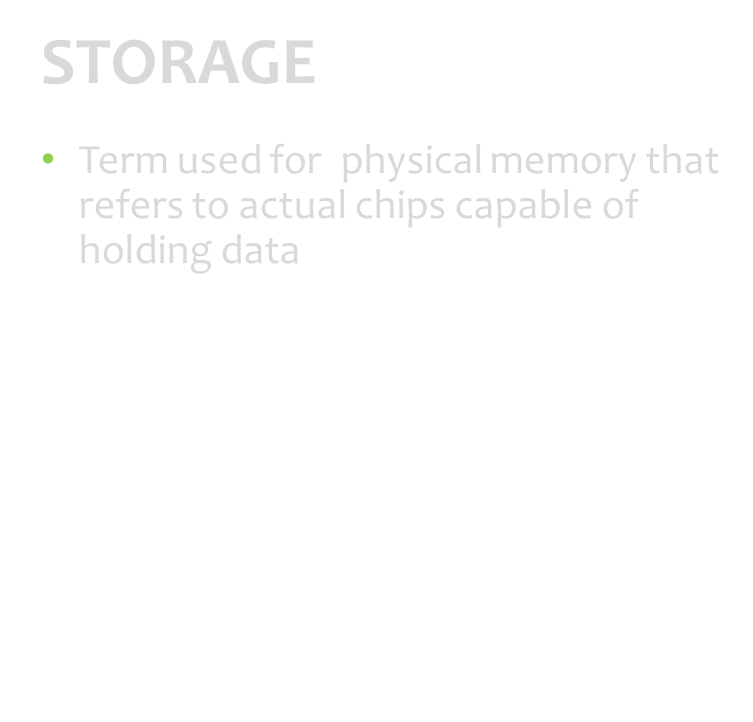 STORAGE
• Term used for  physical memory that
refers to actual chips capable of
holding data